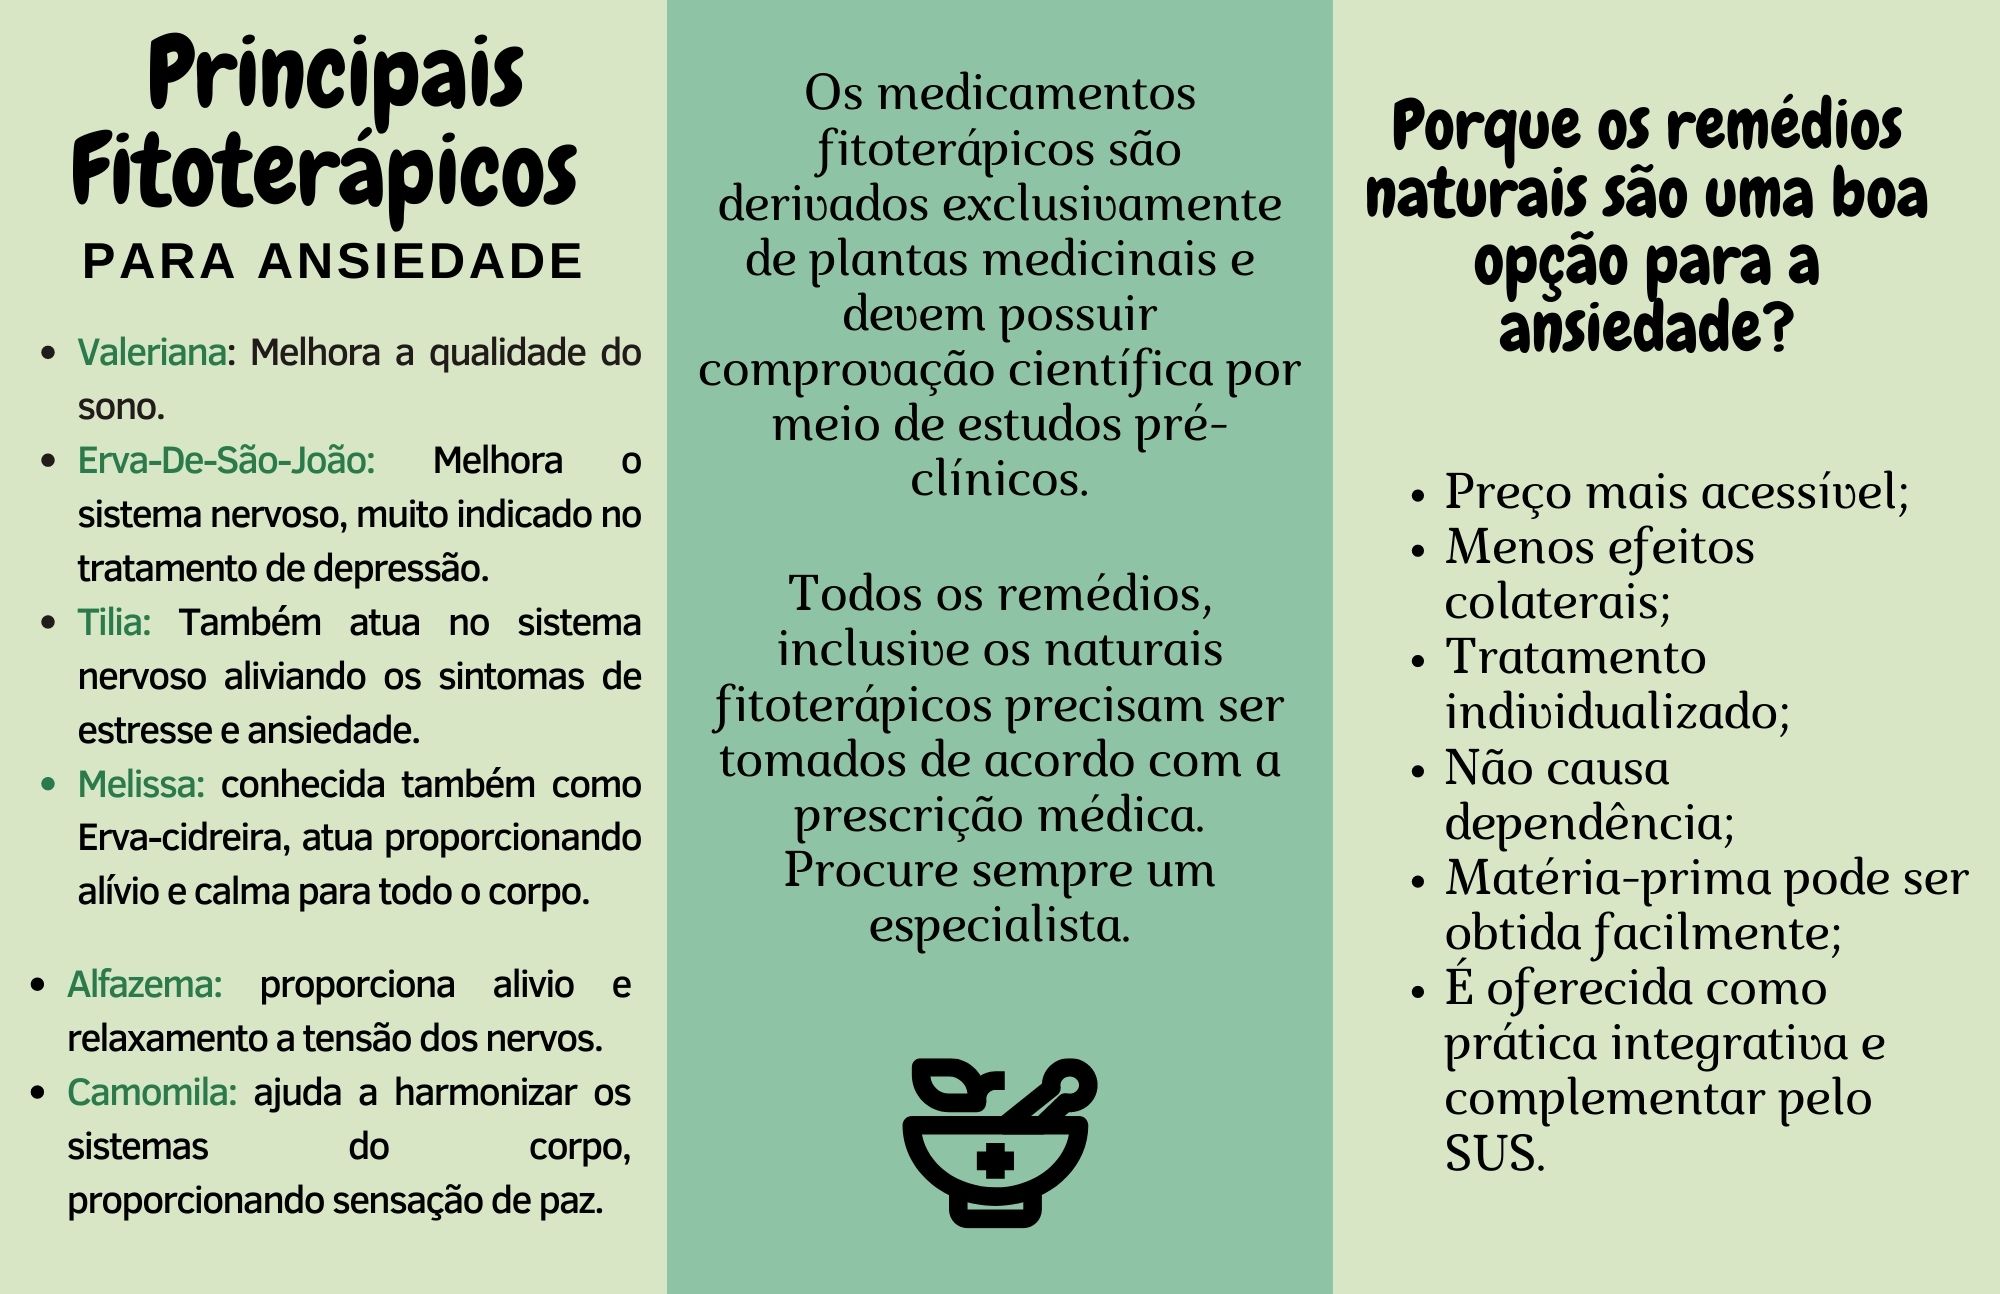 Principais
Fitoterápicos
PARA ANSIEDADE
• Valeriana: Melhora a qualidade do
sono.
• Erva-De-São-João: Melhora o
sistema nervoso, muito indicado no
tratamento de depressão.
• Tilia: Também atua no sistema
nervoso aliviando os sintomas de
estresse e ansiedade.
• Melissa: conhecida também como
Erva-cidreira, atua proporcionando
alívio e calma para todo o corpo.
• Alfazema: proporciona alivio e
relaxamento a tensão dos nervos.
• Camomila: ajuda a harmonizar os
sistemas do corpo,
proporcionando sensação de paz.
Os medicamentos
fitoterápicos são
derivados exclusivamente
de plantas medicinais e
devem possuir
comprovação científica por
meio de estudos pré-
clínicos.
Todos os remédios,
inclusive os naturais
fitoterápicos precisam ser
tomados de acordo com a
prescrição médica.
Procure sempre um
especialista.
Porque os remédios
naturais são uma boa
opção para a
ansiedade?
• Preço mais acessível;
• Menos efeitos
colaterais;
• Tratamento
individualizado;
• Não causa
dependência;
• Matéria-prima pode ser
obtida facilmente;
• É oferecida como
prática integrativa e
complementar pelo
SUS.